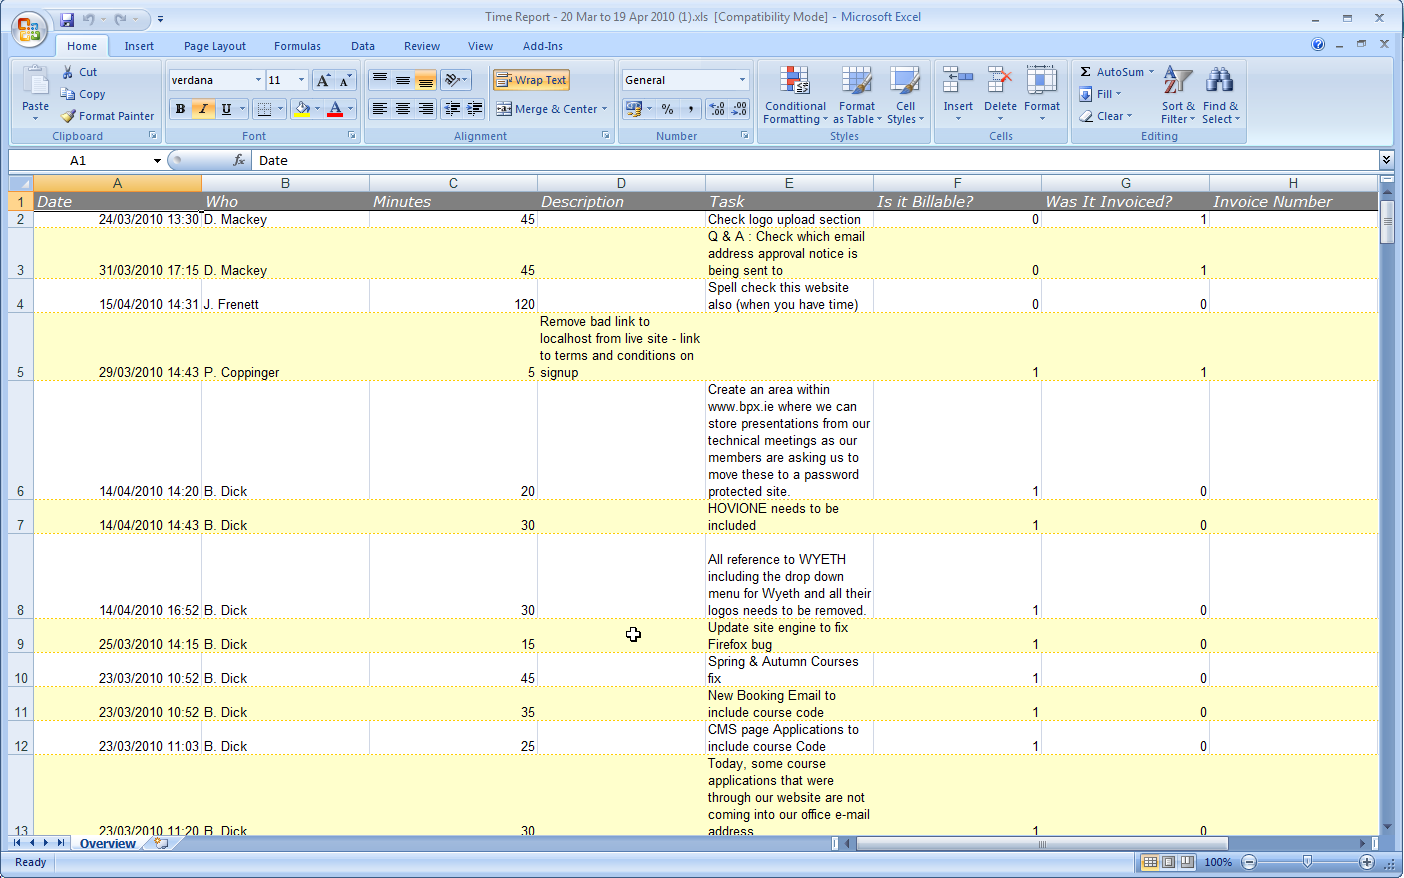 Time Report - 20 Mar to 19 Apr 2010 (1).xls [Compatibility Mode] - Microsoft Excel
Home Insert Page Layout Formulas Data Review View Add-Ins
Paste
Cut
Copy
Format Painter
Clipboard
verdana 11
B I U
Font
Wrap Text
Merge & Center
Alignment
General
Number
Conditional Formatting
Format as Table
Cell Styles
Styles
Insert Delete Format
Cells
Σ AutoSum
Fill
Clear
Sort & Filter
Find & Select
Editing
A1 fx Date
A B C D E F G H
1 Date Who Minutes Description Task Is it Billable? Was It Invoiced? Invoice Number
2 24/03/2010 13:30 D. Mackey 45 Check logo upload section 0 1
Q & A : Check which email
address approval notice is
3 31/03/2010 17:15 D. Mackey 45 being sent to 0 1
Spell check this website
4 15/04/2010 14:31 J. Frenett 120 also (when you have time) 0 0
Remove bad link to
localhost from live site - link
to terms and conditions on
5 29/03/2010 14:43 P. Coppinger 5 signup 1 1
Create an area within
www.bpx.ie where we can
store presentations from our
technical meetings as our
members are asking us to
move these to a password
6 14/04/2010 14:20 B. Dick 20 protected site. 1 0
HOVIONE needs to be
7 14/04/2010 14:43 B. Dick 30 included 1 0
All reference to WYETH
including the drop down
menu for Wyeth and all their
8 14/04/2010 16:52 B. Dick 30 logos needs to be removed. 1 0
Update site engine to fix
9 25/03/2010 14:15 B. Dick 15 Firefox bug 1 0
Spring & Autumn Courses
10 23/03/2010 10:52 B. Dick 45 fix 1 0
New Booking Email to
11 23/03/2010 10:52 B. Dick 35 include course code 1 0
CMS page Applications to
12 23/03/2010 11:03 B. Dick 25 include course Code 1 0
Today, some course
applications that were
through our website are not
coming into our office e-mail
13 23/03/2010 11:20 B. Dick 30 address 1 0
Overview
Ready 100%